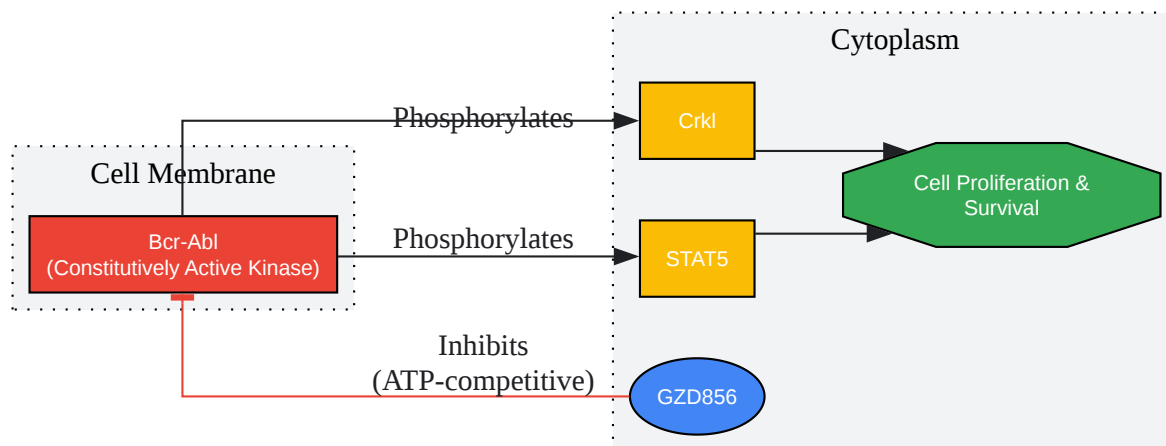 Cytoplasm
Phosphorylates
Crkl
Cell Membrane
Cell Proliferation &
Survival
Bcr-Abl
(Constitutively Active Kinase)
Phosphorylates
STAT5
Inhibits
(ATP-competitive)
GZD856